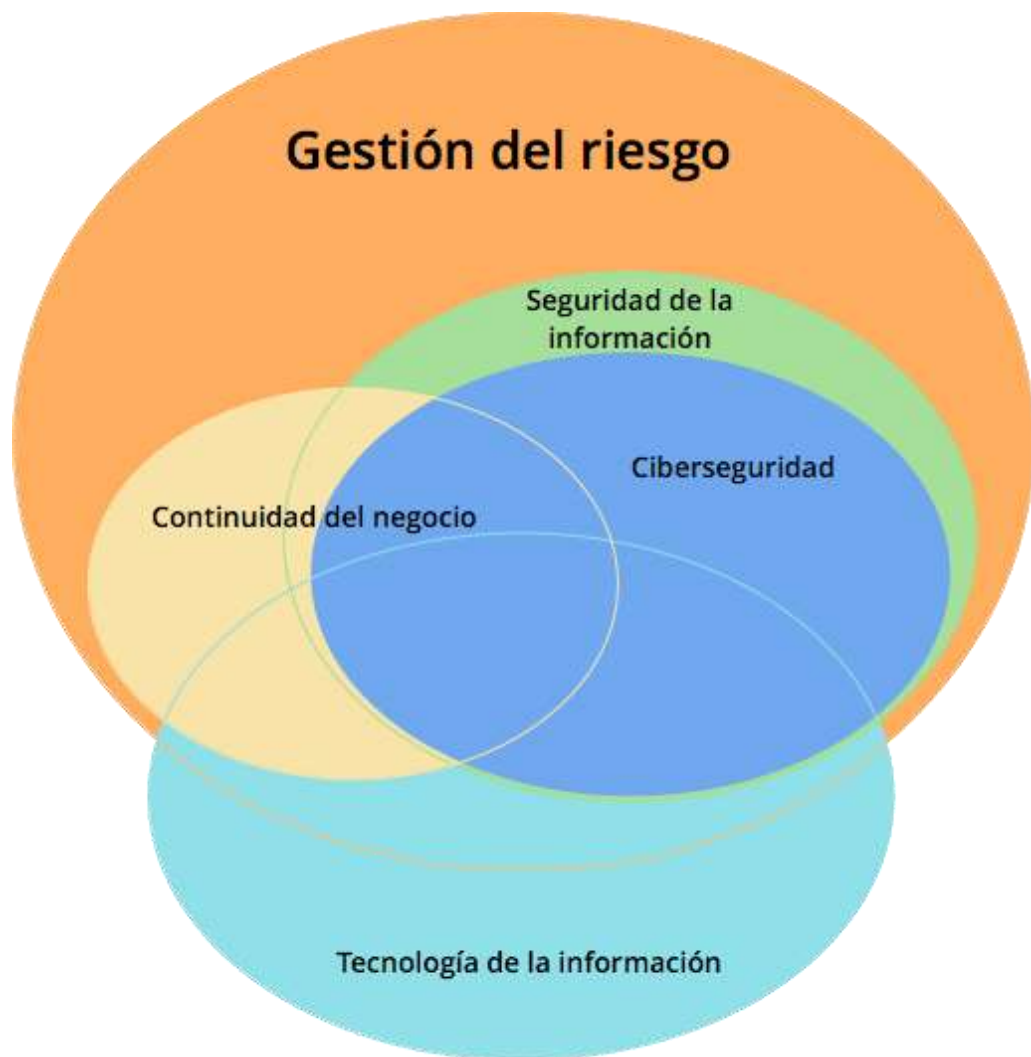 Gestión del riesgo
Seguridad de la
información
Ciberseguridad
Continuidad del negocio
Tecnología de la información